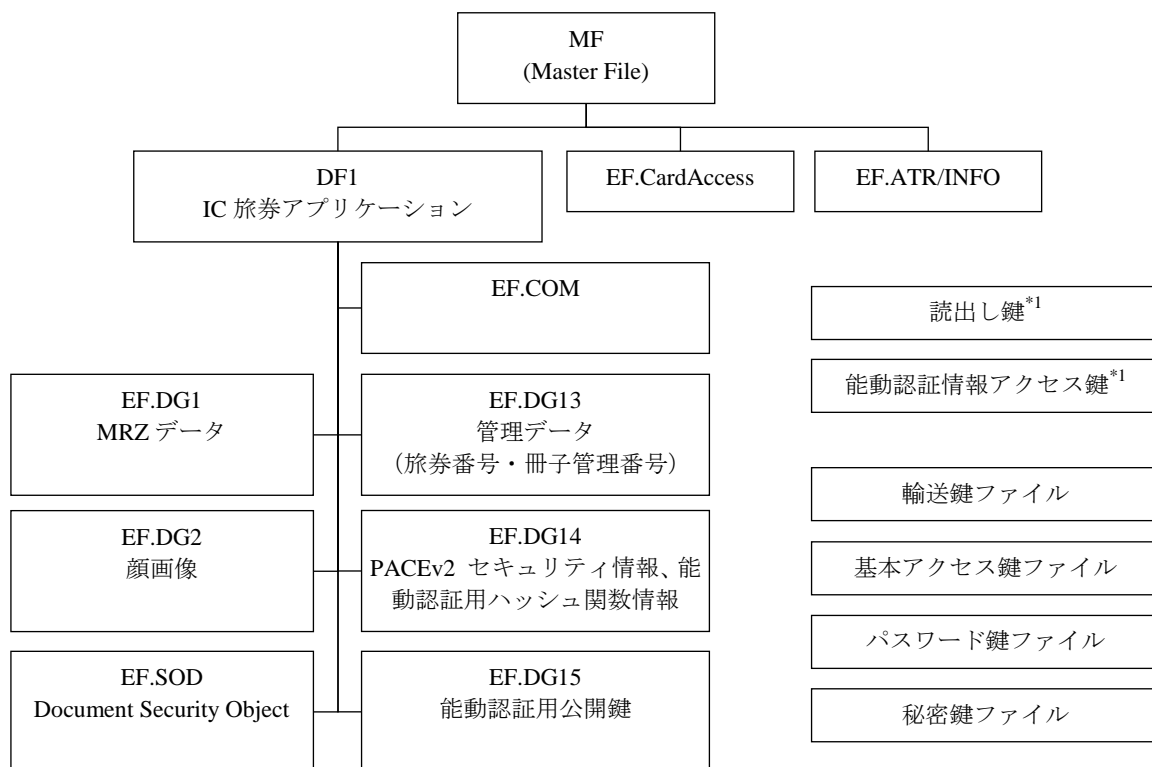 MF
(Master File)
DF1
IC 旅券アプリケーション
EF.CardAccess
EF.ATR/INFO
EF.COM
読出し鍵*1
能動認証情報アクセス鍵*1
EF.DG1
MRZ データ
EF.DG13
管理データ
（旅券番号・冊子管理番号）
輸送鍵ファイル
EF.DG2
顔画像
EF.DG14
PACEv2 セキュリティ情報、能
動認証用ハッシュ関数情報
基本アクセス鍵ファイル
パスワード鍵ファイル
EF.SOD
Document Security Object
EF.DG15
能動認証用公開鍵
秘密鍵ファイル